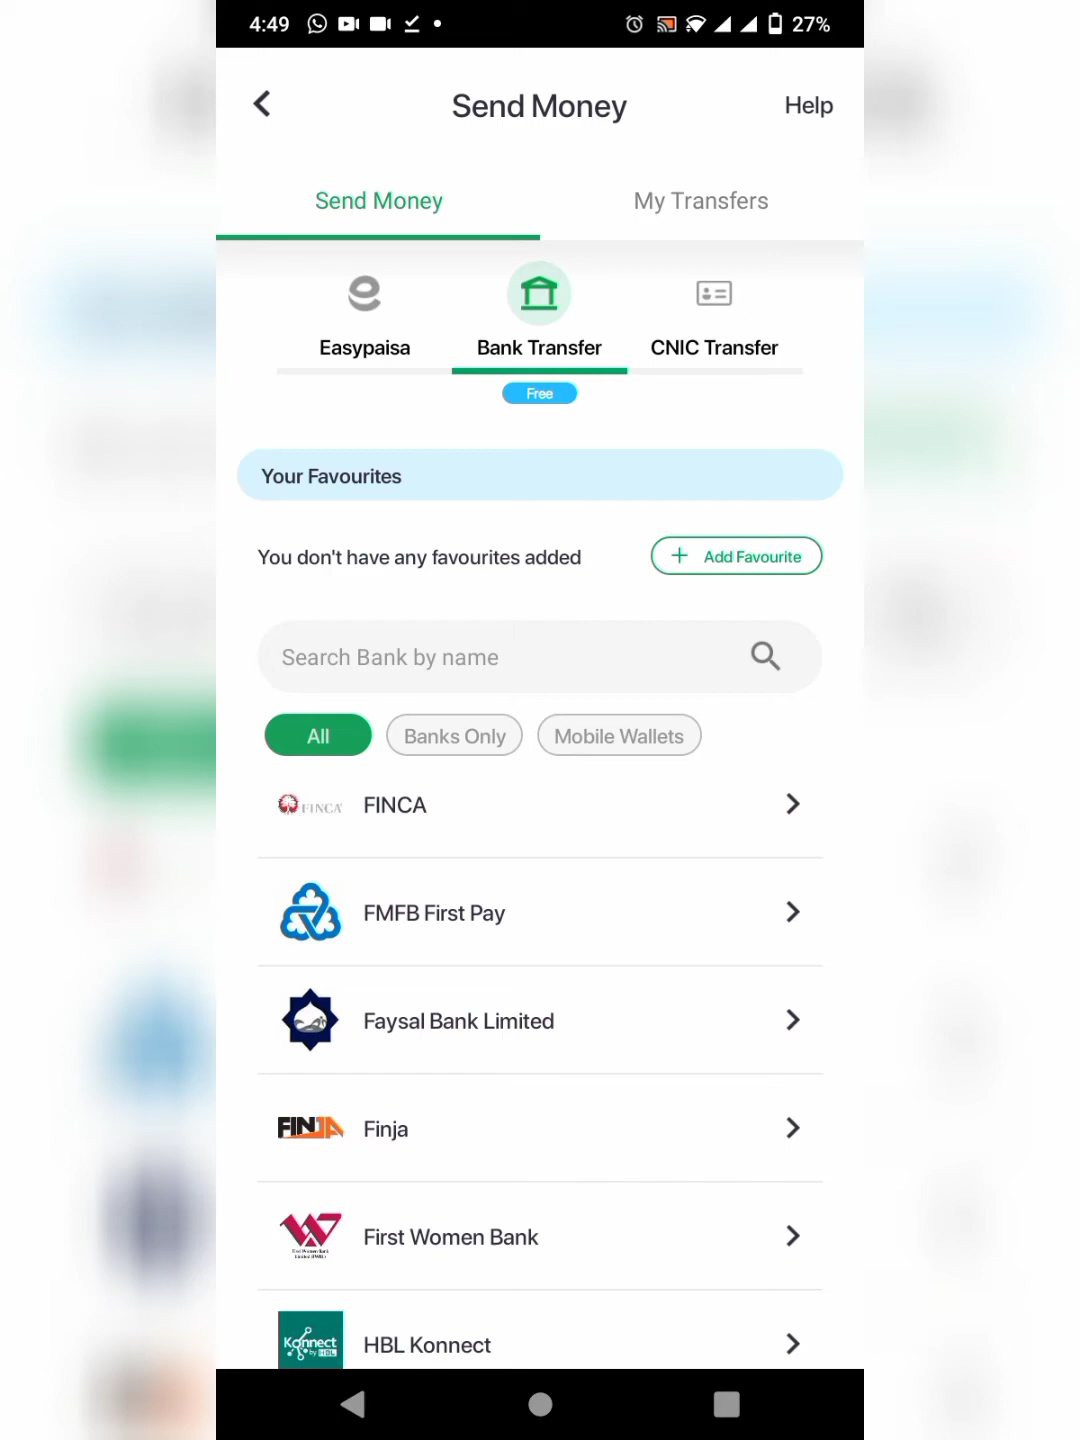 4:49
27%
Send Money
Help
Send Money
My Transfers
Easypaisa
Bank Transfer
CNIC Transfer
Free
Your Favourites
You don't have any favourites added
+ Add Favourite
Search Bank by name
All
Banks Only
Mobile Wallets
FINCA FINCA
FMFB First Pay
Faysal Bank Limited
FINJA Finja
First Women Bank
Konnect
by HBL
HBL Konnect